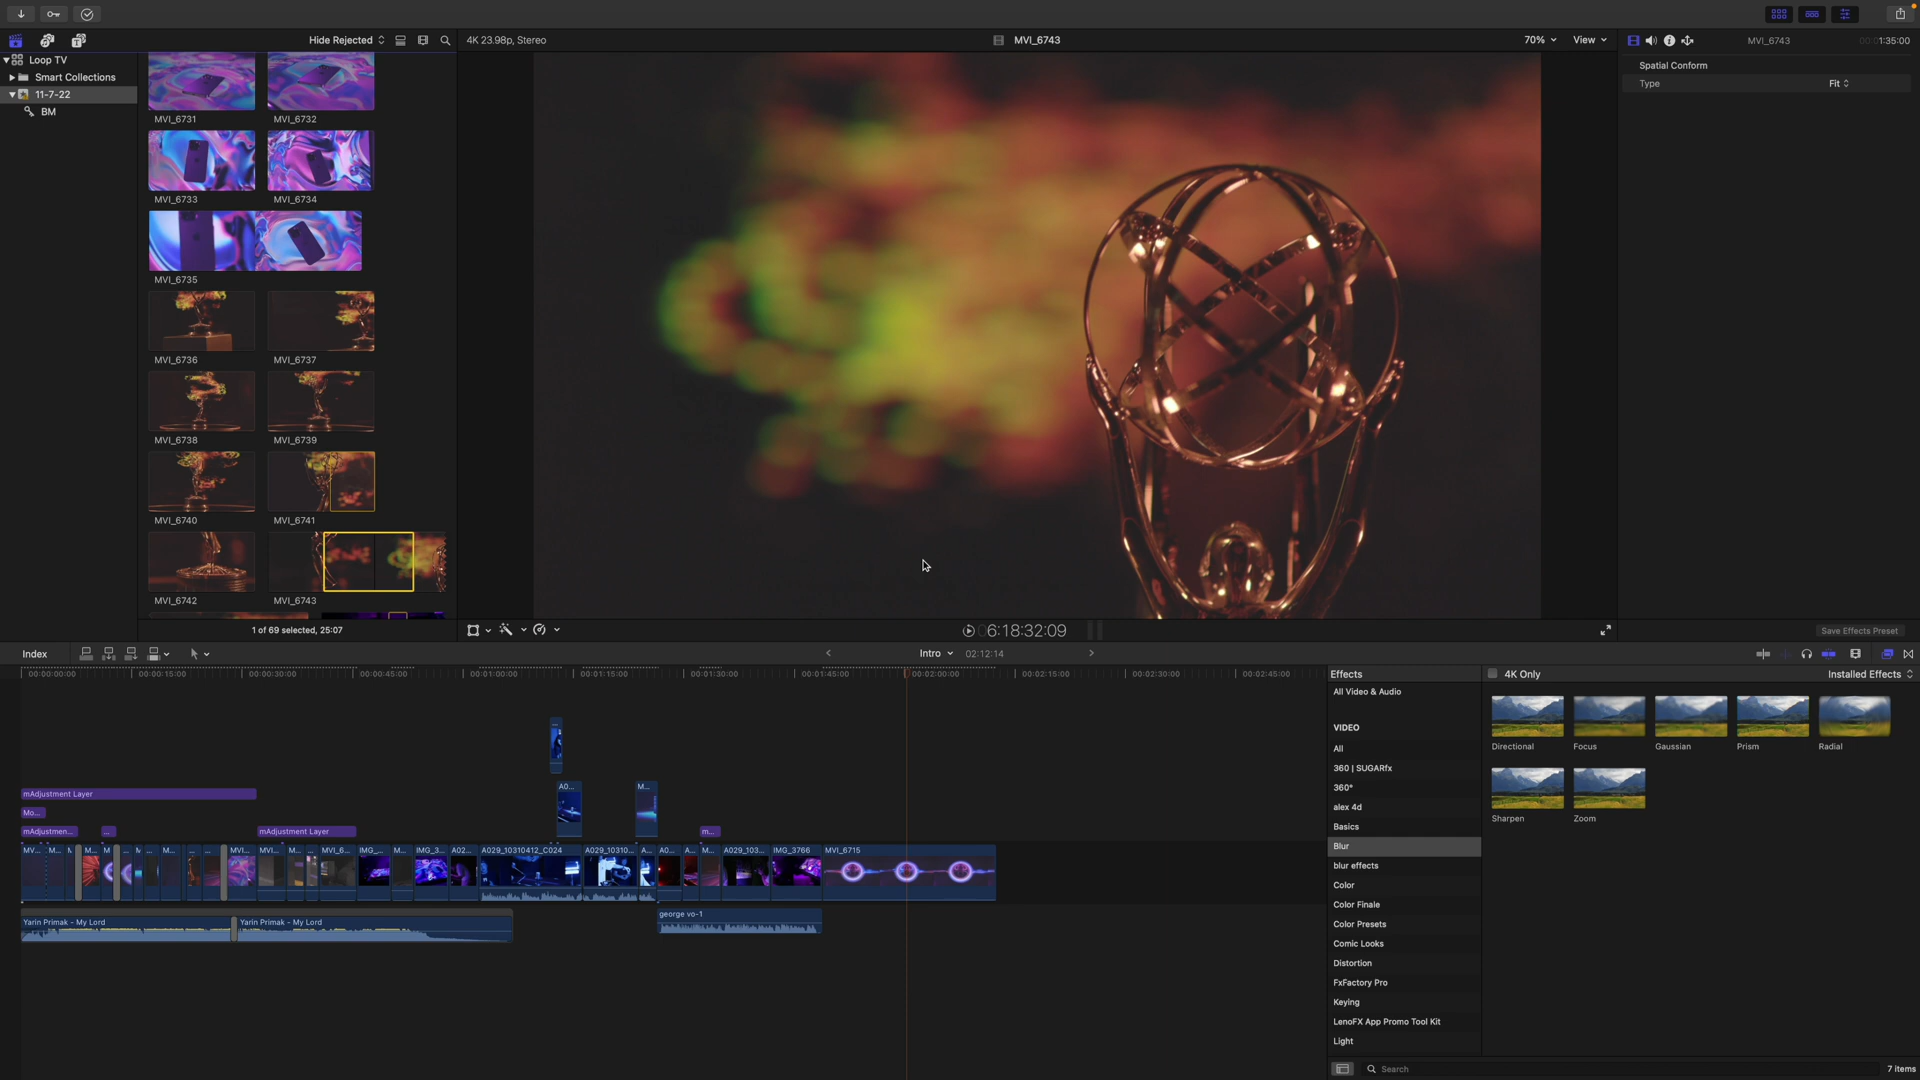 Hide Rejected
4K 23.98p, Stereo
MVI_6743
70%
View
MVI_6743
00:00:01:35:00
Loop TV
Smart Collections
11-7-22
BM
MVI_6731
MVI_6732
MVI_6733
MVI_6734
MVI_6735
MVI_6736
MVI_6737
MVI_6738
MVI_6739
MVI_6740
MVI_6741
MVI_6742
MVI_6743
1 of 69 selected, 25:07
06:18:32:09
Spatial Conform
Type
Fit
Save Effects Preset
Index
Intro
02:12:14
00:00:00:00
00:00:15:00
00:00:30:00
00:00:45:00
00:01:00:00
00:01:15:00
00:01:30:00
00:01:45:00
00:02:00:00
00:02:15:00
00:02:30:00
00:02:45:00
A0...
M...
mAdjustment Layer
Mo...
mAdjustmen...
...
mAdjustment Layer
m...
MV...
M...
M
M...
M
...
M
...
M...
...
...
MVI...
MVI...
M...
...
MVI_6...
IMG_...
M...
IMG_3...
A02...
A029_10310412_C024
A029_10310...
A...
A0...
A...
M...
A029_103...
IMG_3766
MVI_6715
Yarin Primak - My Lord
Yarin Primak - My Lord
george vo-1
Effects
All Video & Audio
VIDEO
All
360 | SUGARfx
360°
alex 4d
Basics
Blur
blur effects
Color
Color Finale
Color Presets
Comic Looks
Distortion
FxFactory Pro
Keying
LenoFX App Promo Tool Kit
Light
4K Only
Installed Effects
Directional
Focus
Gaussian
Prism
Radial
Sharpen
Zoom
Search
7 items